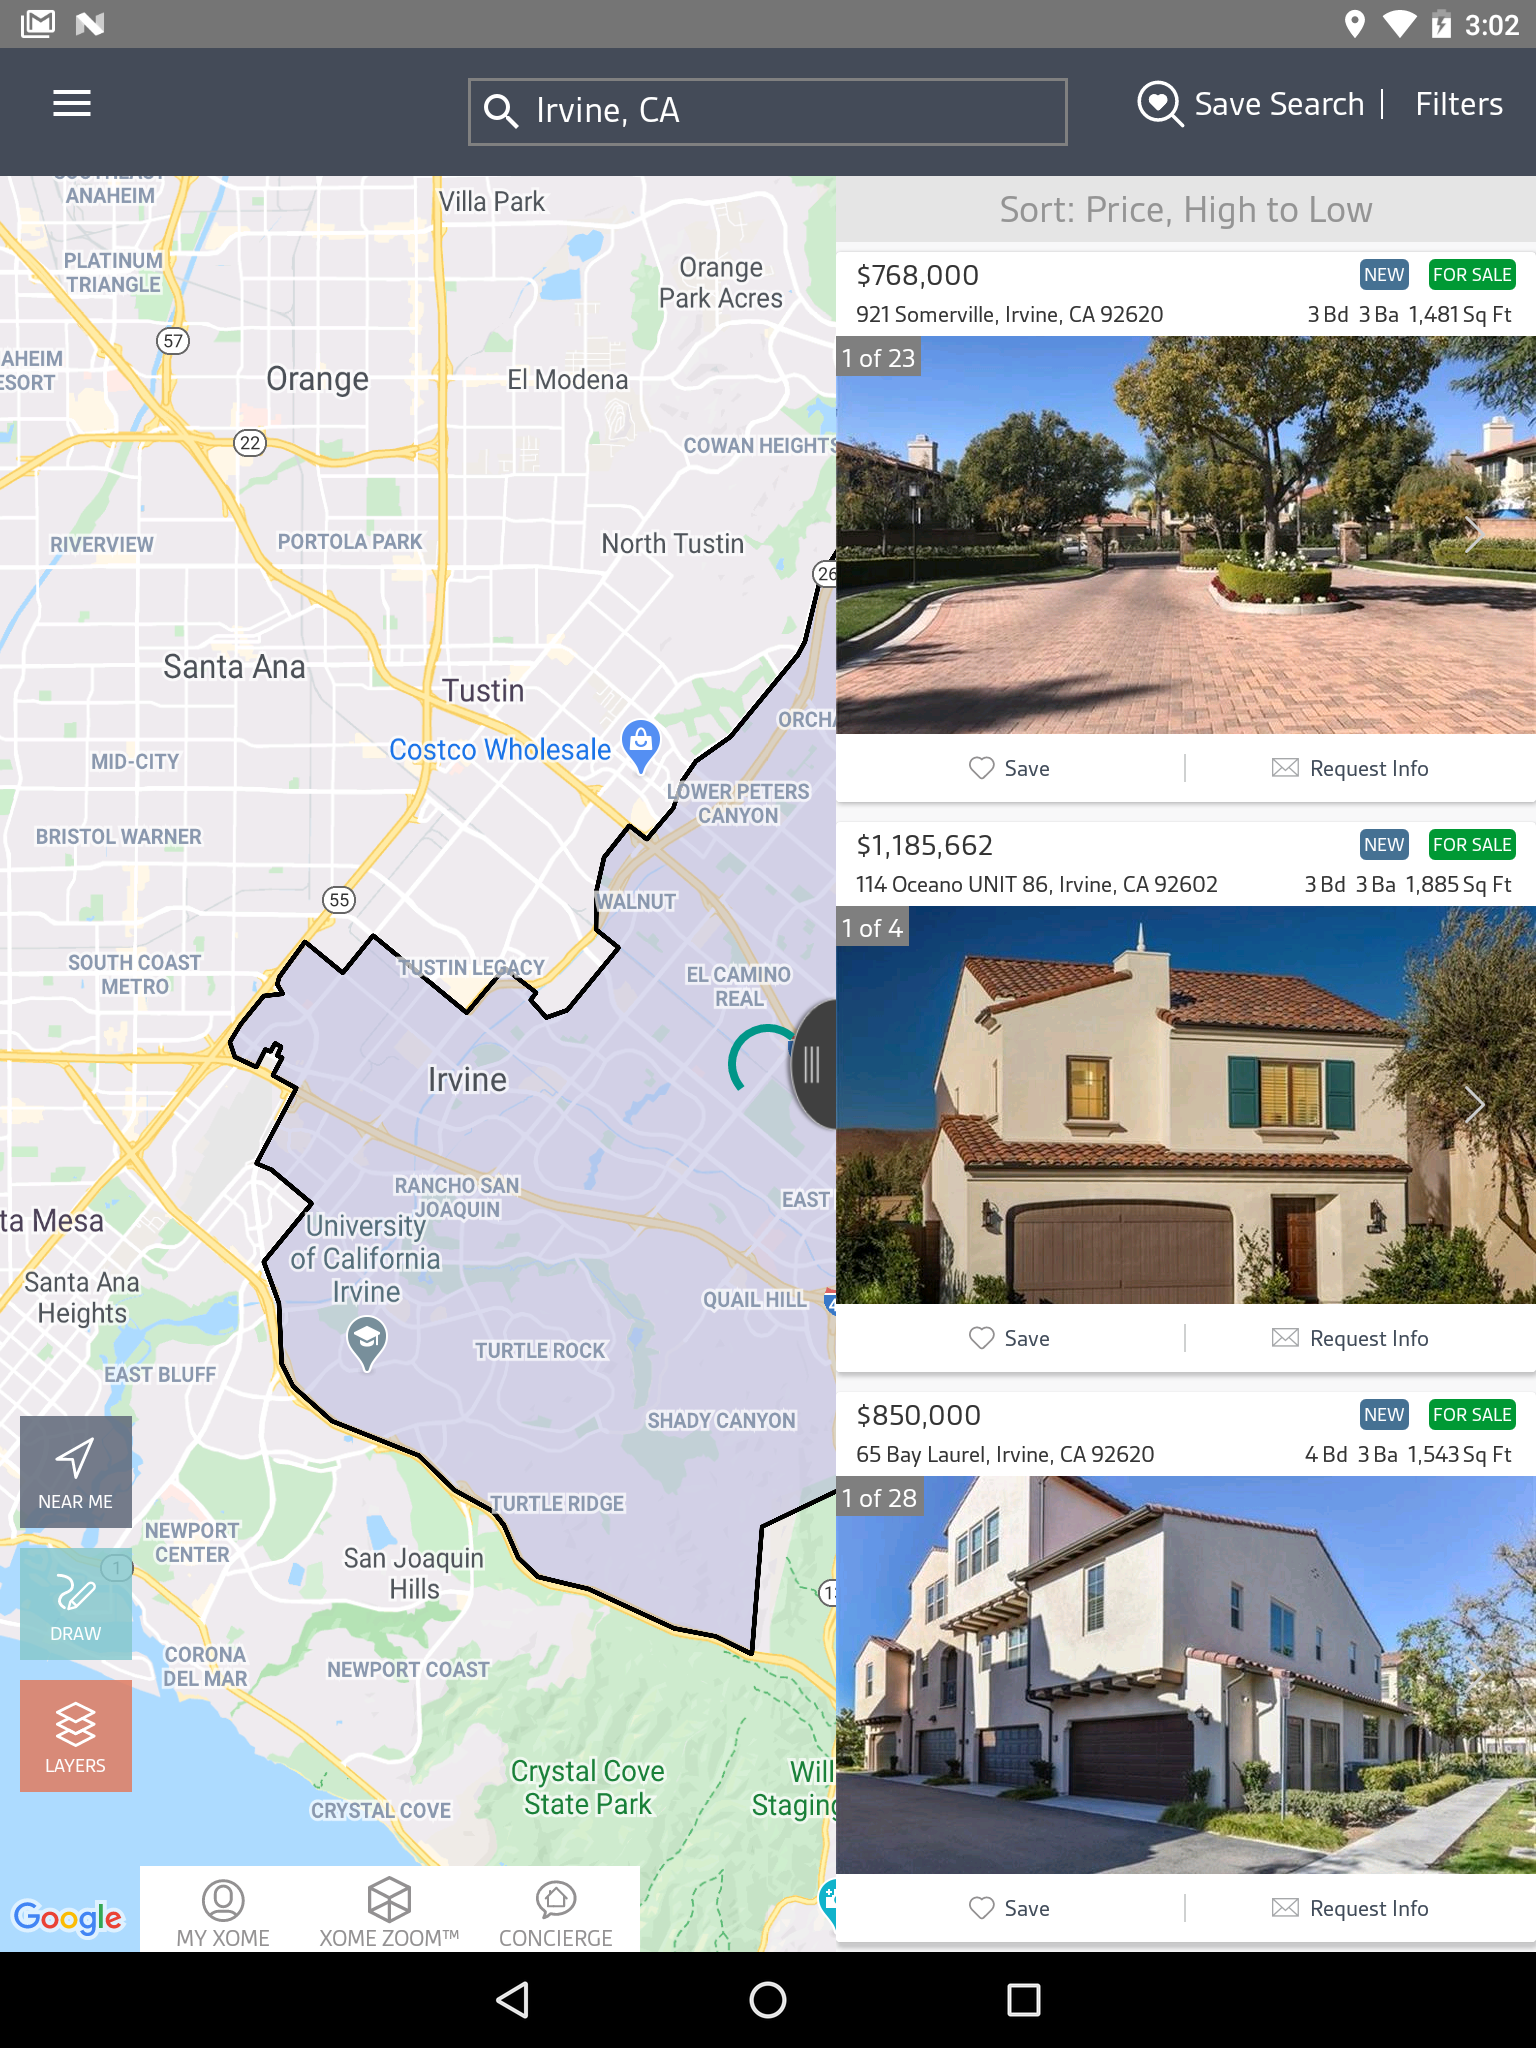 3:02
Irvine, CA
Save Search
Filters
Sort: Price, High to Low
ANAHEIM
Villa Park
PLATINUM
TRIANGLE
Orange
Park Acres
57
AHEIM
ESORT
Orange
El Modena
22
COWAN HEIGHTS
RIVERVIEW
PORTOLA PARK
North Tustin
26
Santa Ana
Tustin
ORCHA
Costco Wholesale
MID-CITY
LOWER PETERS
CANYON
BRISTOL WARNER
55
WALNUT
SOUTH COAST
METRO
TUSTIN LEGACY
EL CAMINO
REAL
Irvine
RANCHO SAN
JOAQUIN
EAST
ta Mesa
University
of California
Irvine
Santa Ana
Heights
QUAIL HILL
4
TURTLE ROCK
EAST BLUFF
SHADY CANYON
NEAR ME
TURTLE RIDGE
NEWPORT
CENTER
San Joaquin
Hills
1
13
DRAW
CORONA
DEL MAR
NEWPORT COAST
LAYERS
Crystal Cove
State Park
Will
Staging
CRYSTAL COVE
Google
MY XOME
XOME ZOOM™
CONCIERGE
$768,000
NEW
FOR SALE
921 Somerville, Irvine, CA 92620
3 Bd 3 Ba 1,481 Sq Ft
1 of 23
Save
Request Info
$1,185,662
NEW
FOR SALE
114 Oceano UNIT 86, Irvine, CA 92602
3 Bd 3 Ba 1,885 Sq Ft
1 of 4
Save
Request Info
$850,000
NEW
FOR SALE
65 Bay Laurel, Irvine, CA 92620
4 Bd 3 Ba 1,543 Sq Ft
1 of 28
Save
Request Info